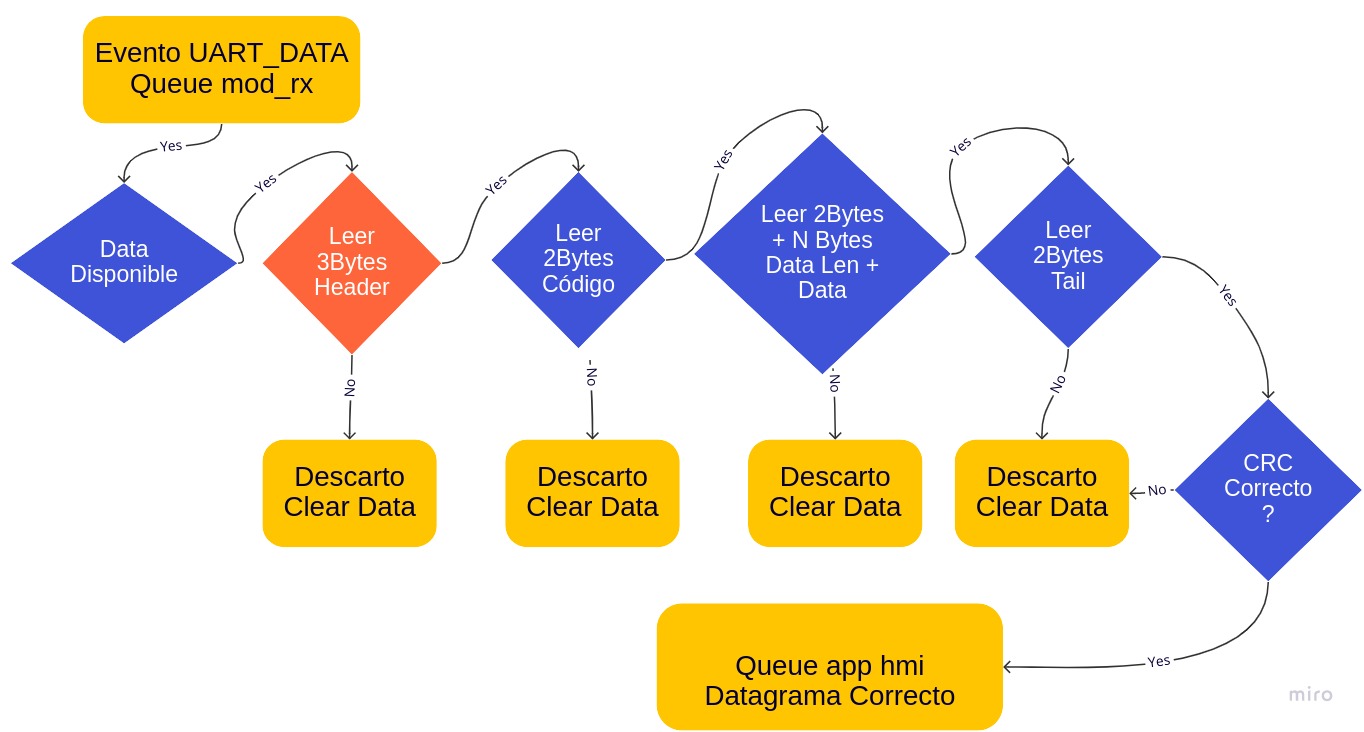 Evento UART_DATA
Queue mod_rx
Yes
Data
Disponible
Yes
Leer
3Bytes
Header
Yes
Leer
2Bytes
Código
Yes
Leer 2Bytes
+ N Bytes
Data Len +
Data
Yes
Leer
2Bytes
Tail
Yes
No
No
No
No
Descarto
Clear Data
Descarto
Clear Data
Descarto
Clear Data
Descarto
Clear Data
No
CRC
Correcto
?
Yes
Queue app hmi
Datagrama Correcto
miro